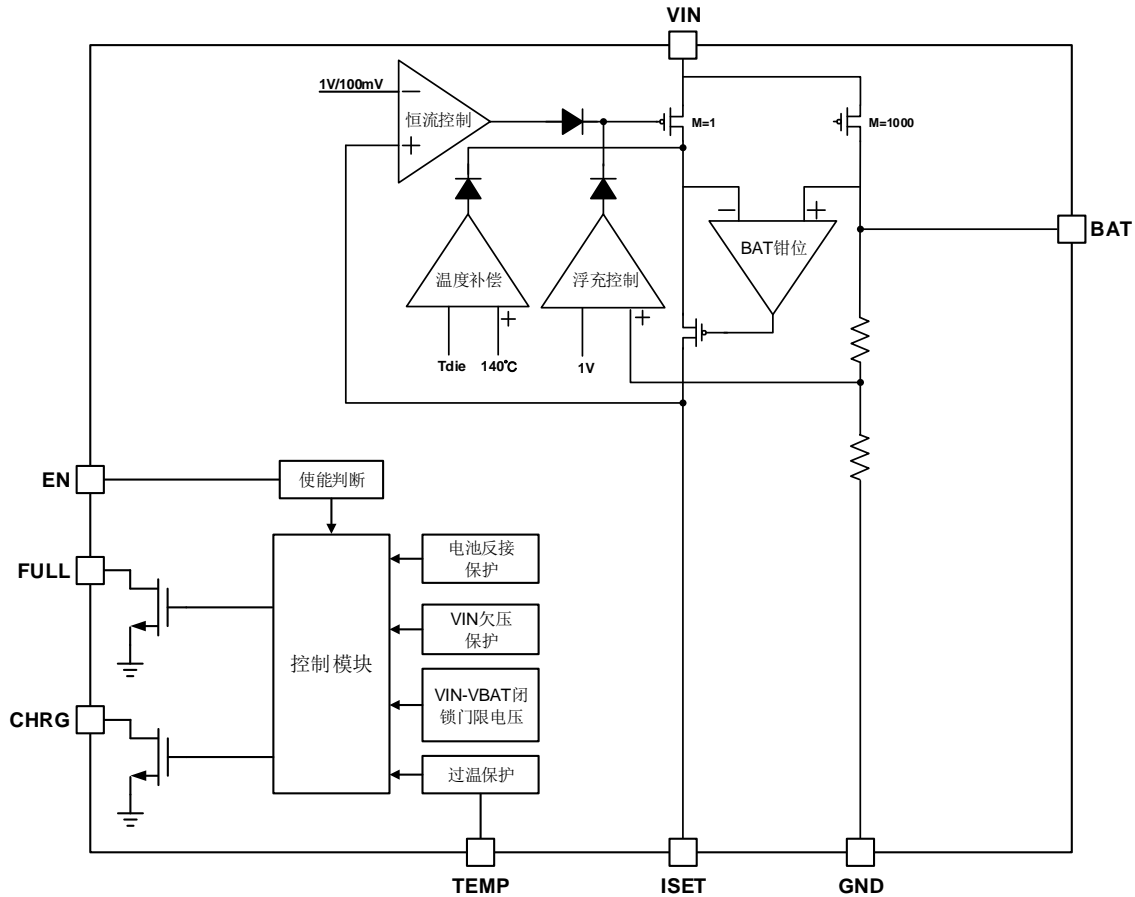 VIN
1V/100mV
−
恒流控制
+
M=1
M=1000
− +
BAT钳位
BAT
温度补偿
+
浮充控制
+
Tdie 140℃
1V
EN
使能判断
FULL
电池反接
保护
VIN欠压
保护
控制模块
VIN-VBAT闭
锁门限电压
CHRG
过温保护
TEMP
ISET
GND